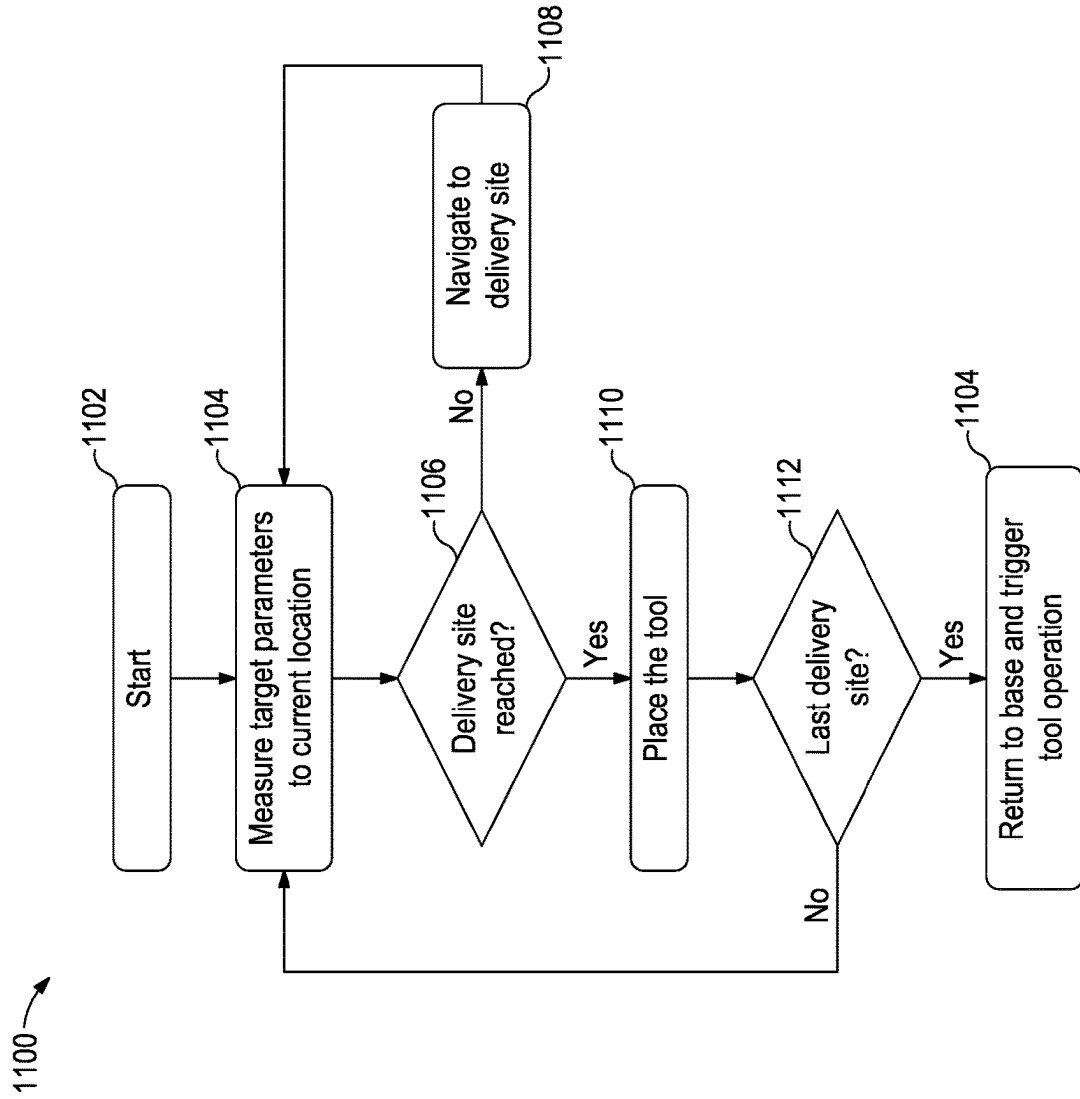 1100
Start
1102
Measure target parameters
to current location
1104
Delivery site
reached?
1106
No
Navigate to
delivery site
1108
Yes
Place the tool
1110
Last delivery
site?
1112
No
Yes
Return to base and trigger
tool operation
1104